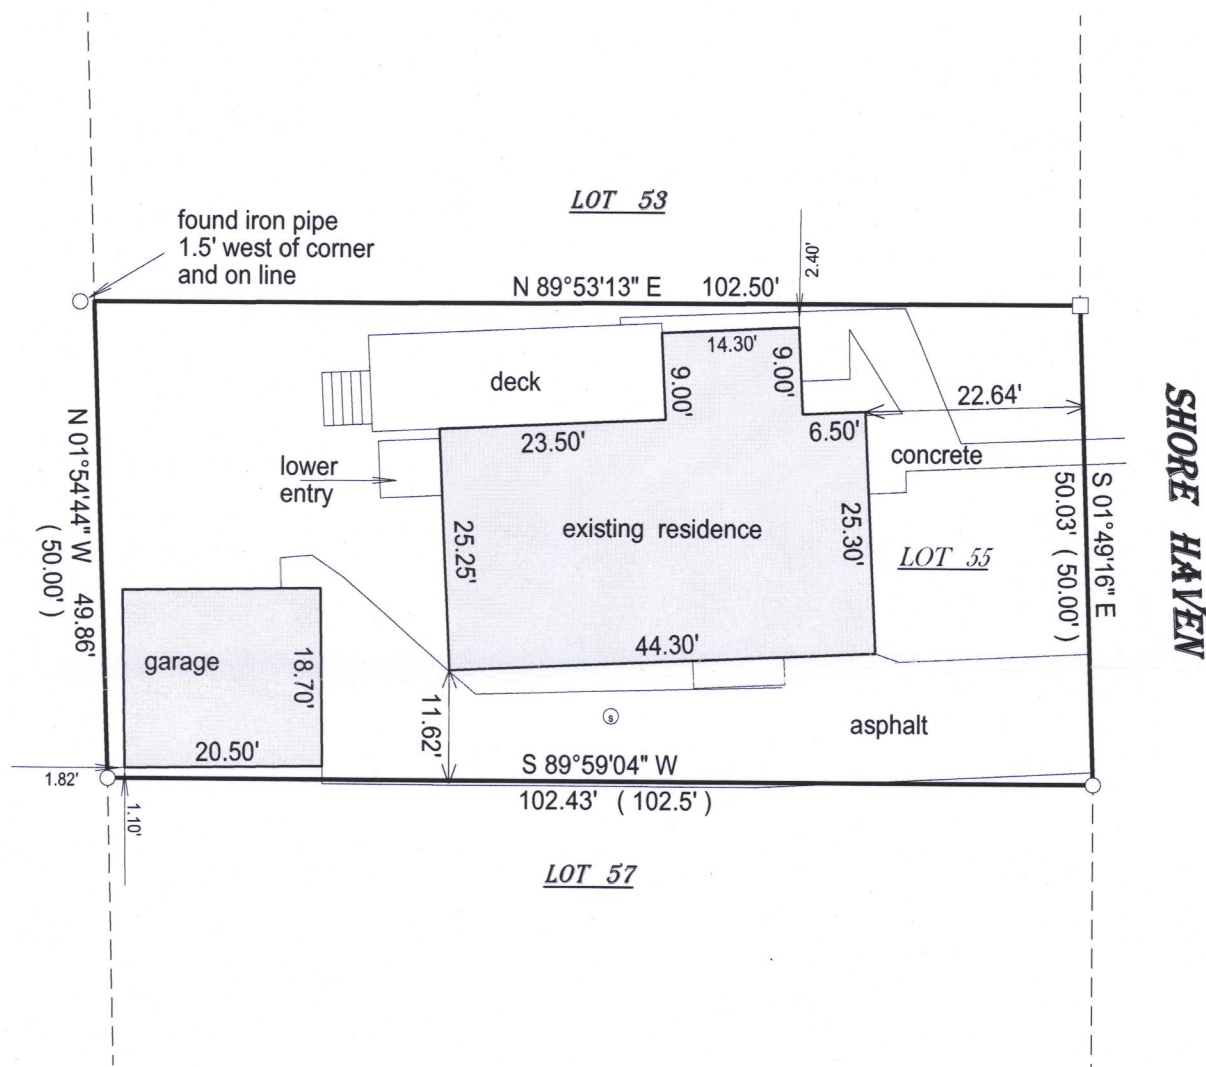 LOT 53
found iron pipe
1.5' west of corner
and on line
2.40'
N 89°53'13" E 102.50'
14.30'
9.00'
9.00'
deck
22.64'
23.50'
6.50'
concrete
lower
entry
existing residence
25.25'
25.30'
LOT 55
N 01°54'44" W 49.86'
( 50.00' )
S 01°49'16" E
50.03' ( 50.00' )
SHORE HAVEN
44.30'
garage
18.70'
20.50'
11.62'
S
asphalt
S 89°59'04" W
102.43' ( 102.5' )
1.82'
1.10'
LOT 57